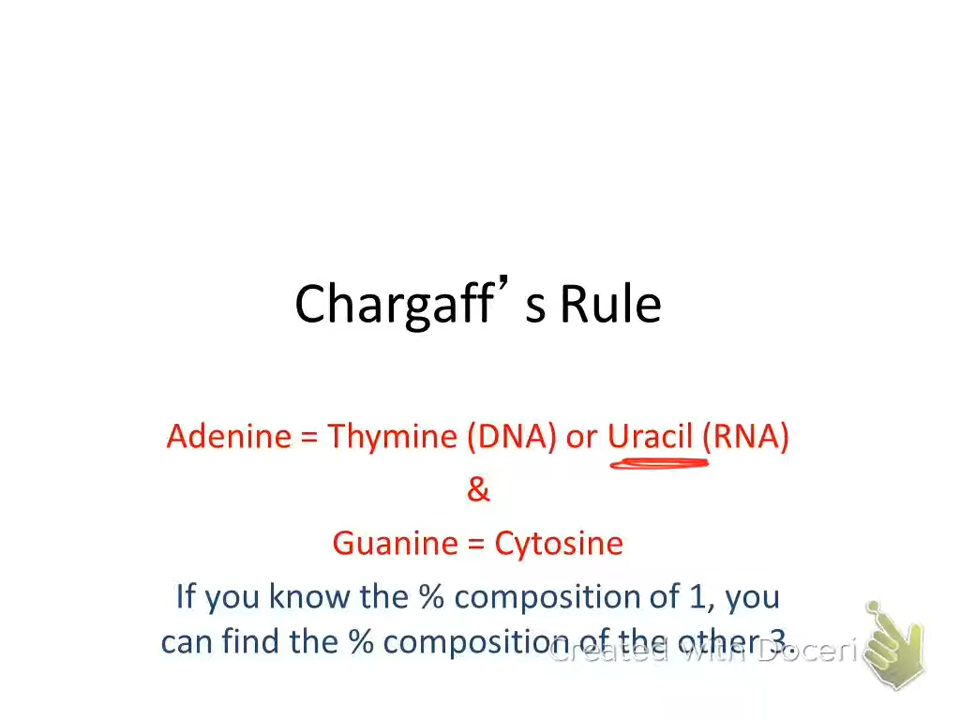 Chargaff's Rule
Adenine = Thymine (DNA) or Uracil (RNA)
&
Guanine = Cytosine
If you know the % composition of 1, you
can find the % composition of the other 3.
Created with Doceri